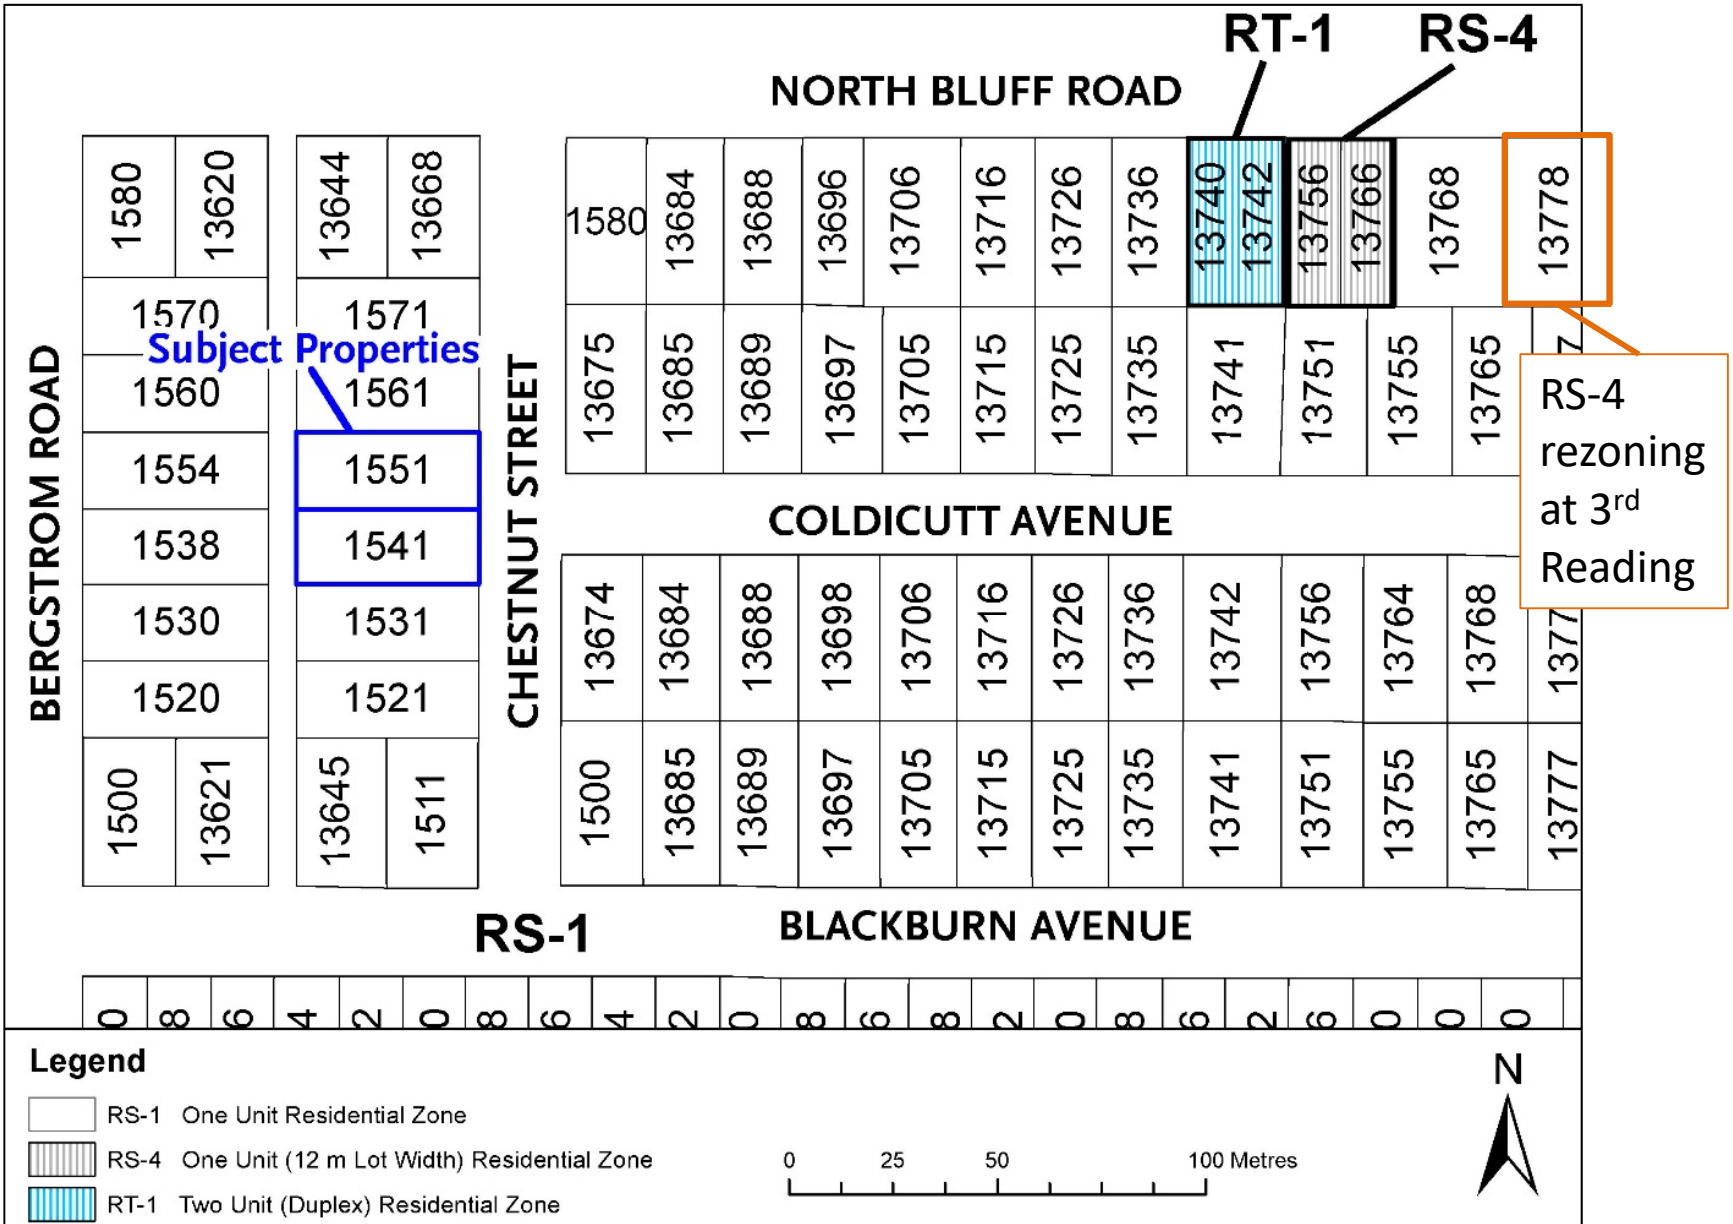 RT-1 RS-4
NORTH BLUFF ROAD
1580 13620 13644 13668
1580 13684 13688 13696 13706 13716 13726 13736 13740 13742 13756 13766 13768 13778
1570 1571
Subject Properties
1560 1561
13675 13685 13689 13697 13705 13715 13725 13735 13741 13751 13755 13765
RS-4
rezoning
at 3rd
Reading
BERGSTROM ROAD
CHESTNUT STREET
1554 1551
COLDICUTT AVENUE
1538 1541
1530 1531
13674 13684 13688 13698 13706 13716 13726 13736 13742 13756 13764 13768
1520 1521
1500 13621 13645 1511
1500 13685 13689 13697 13705 13715 13725 13735 13741 13751 13755 13765 13777
RS-1
BLACKBURN AVENUE
Legend
RS-1 One Unit Residential Zone
RS-4 One Unit (12 m Lot Width) Residential Zone
RT-1 Two Unit (Duplex) Residential Zone
0 25 50 100 Metres
N